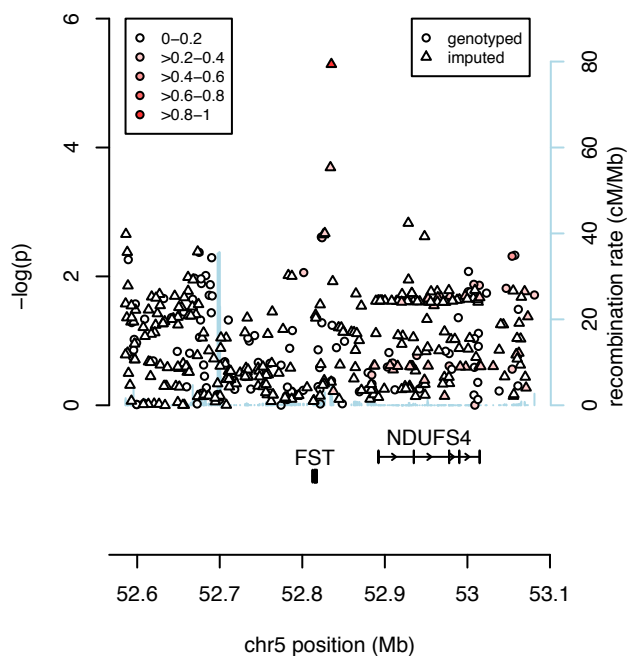 6
4
2
0
−log(p)
0−0.2
>0.2−0.4
>0.4−0.6
>0.6−0.8
>0.8−1
genotyped
imputed
80
60
40
20
0
recombination rate (cM/Mb)
NDUFS4
FST
52.6 52.7 52.8 52.9 53 53.1
chr5 position (Mb)